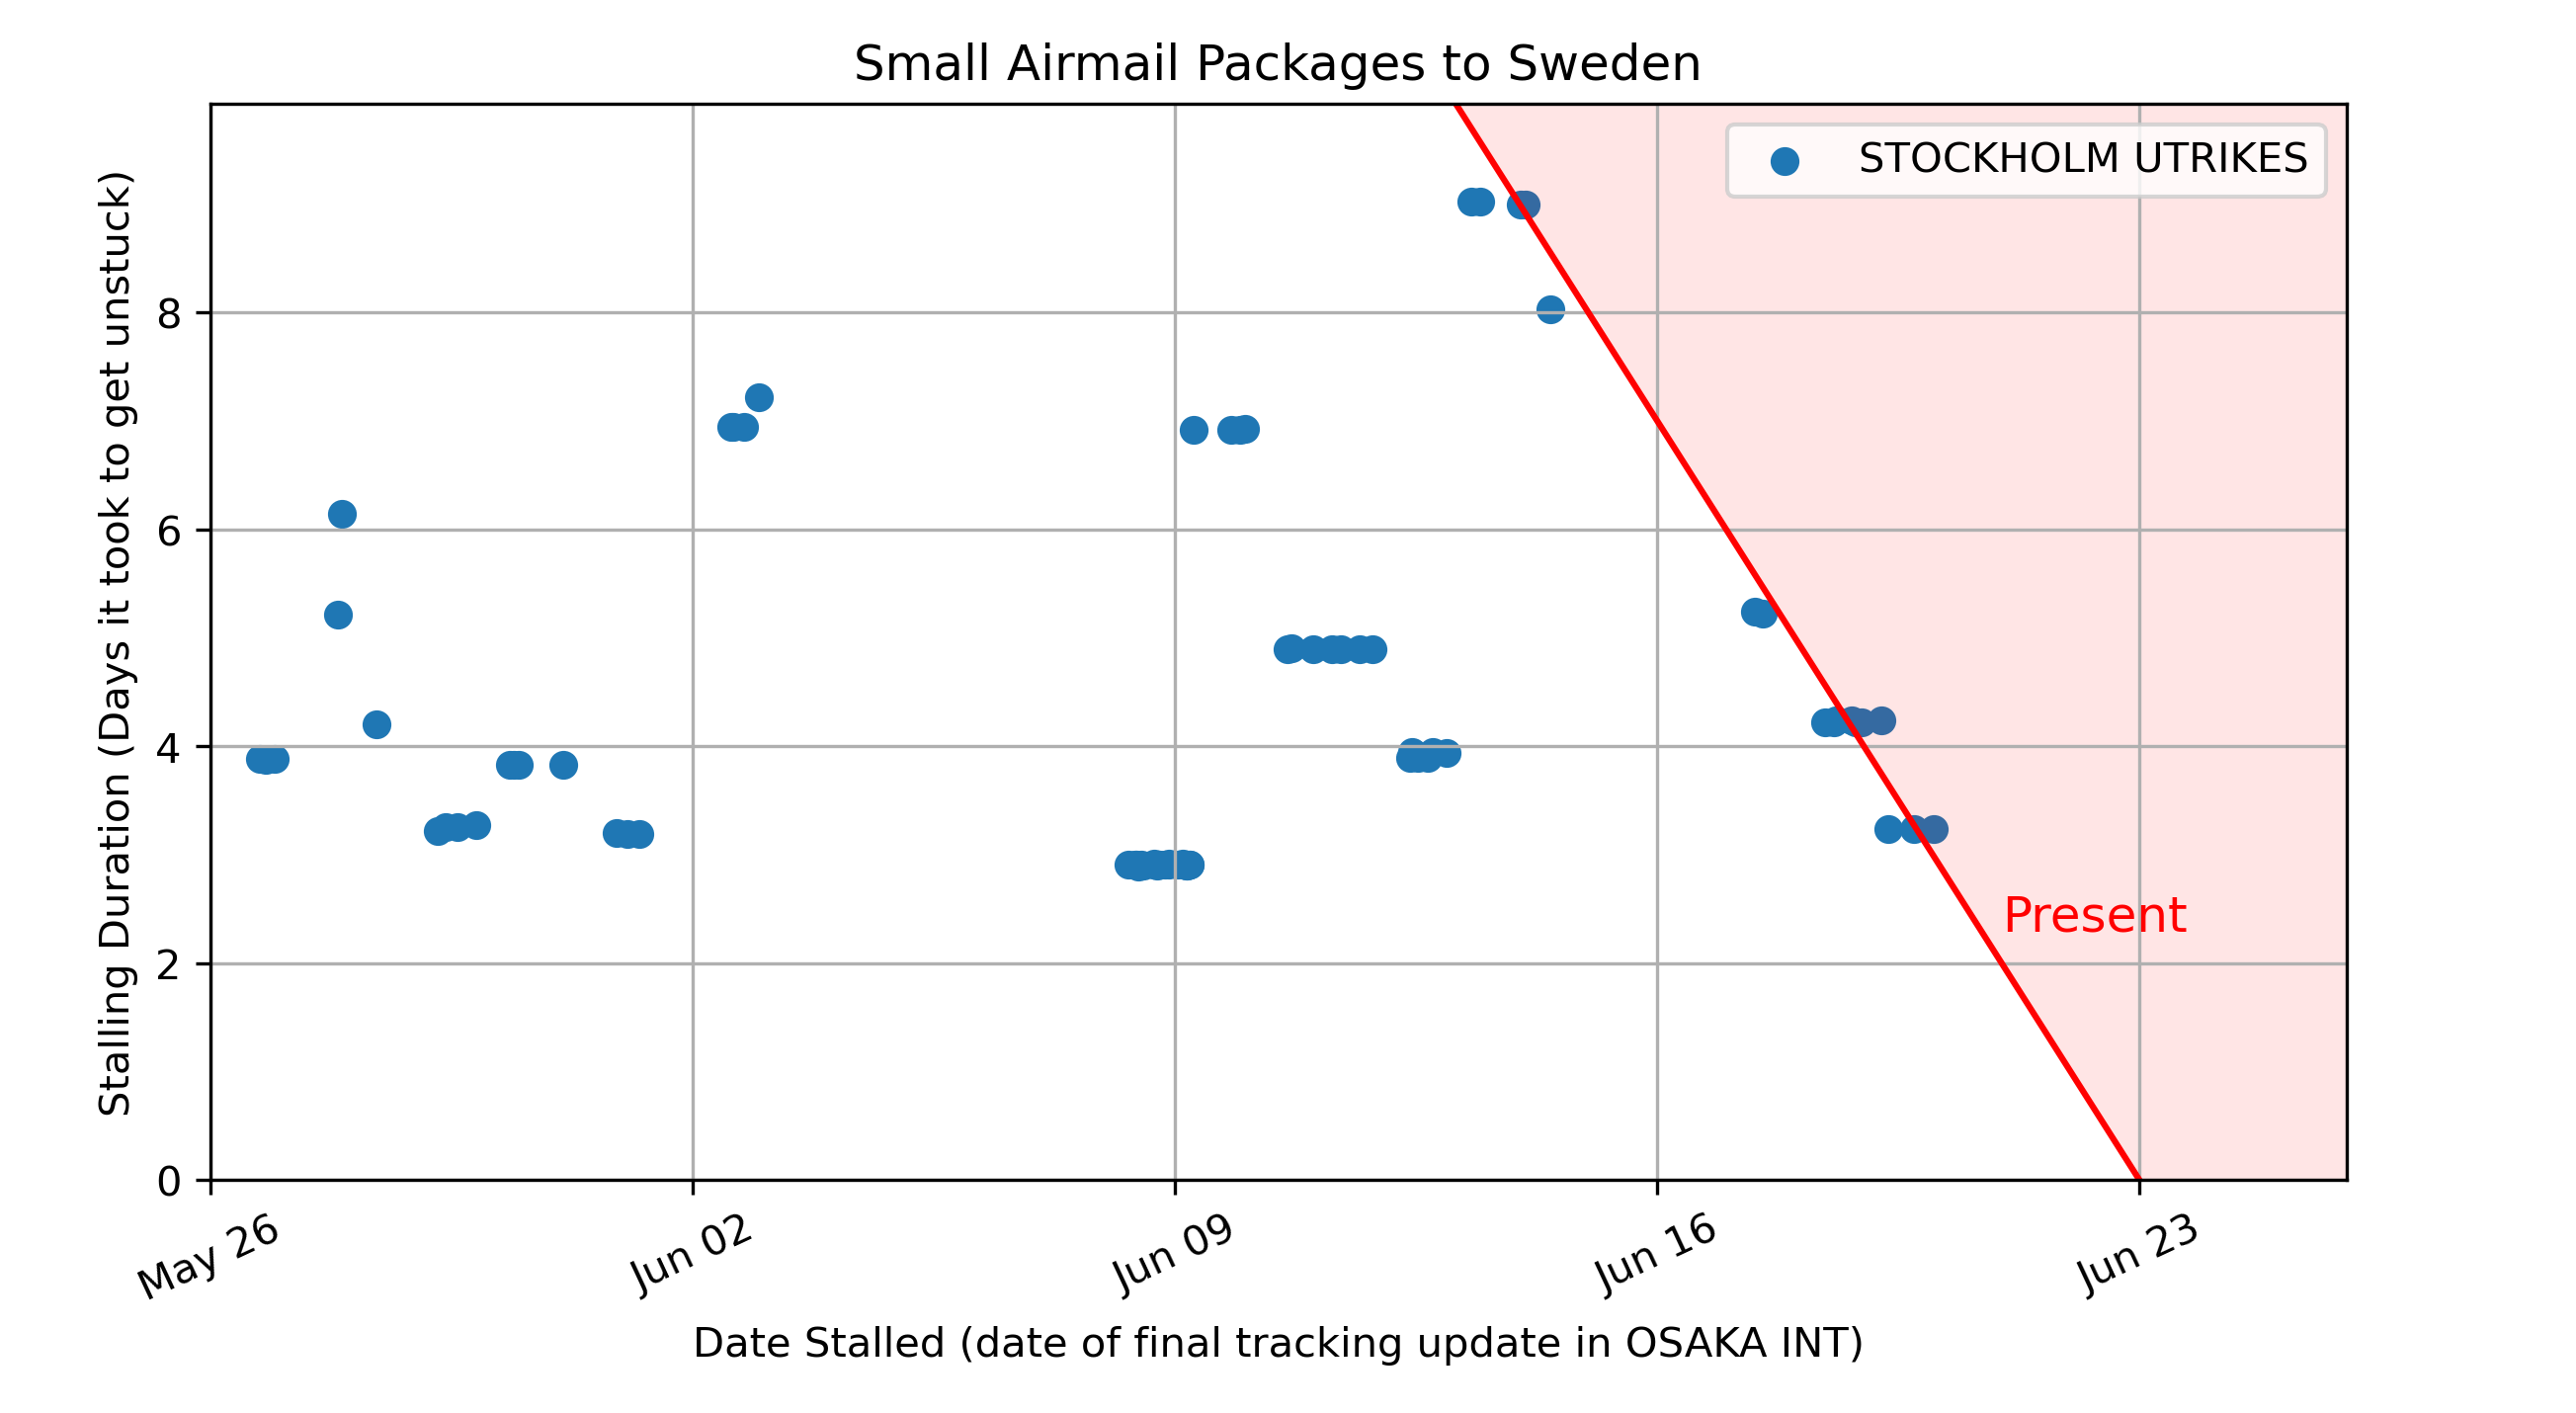 Small Airmail Packages to Sweden
STOCKHOLM UTRIKES
Stalling Duration (Days it took to get unstuck)
8
6
4
2
0
Present
May 26
Jun 02
Jun 09
Jun 16
Jun 23
Date Stalled (date of final tracking update in OSAKA INT)